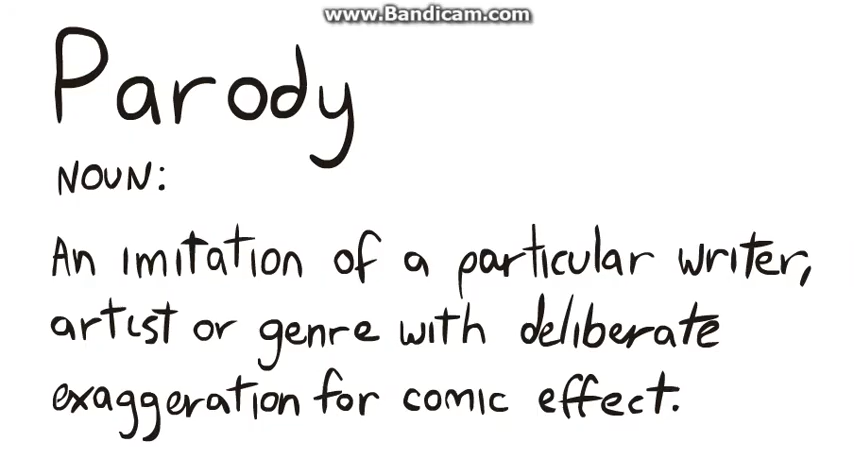 www.Bandicam.com
Parody
NOUN:
An imitation of a particular writer,
artist or genre with deliberate
exaggeration for comic effect.